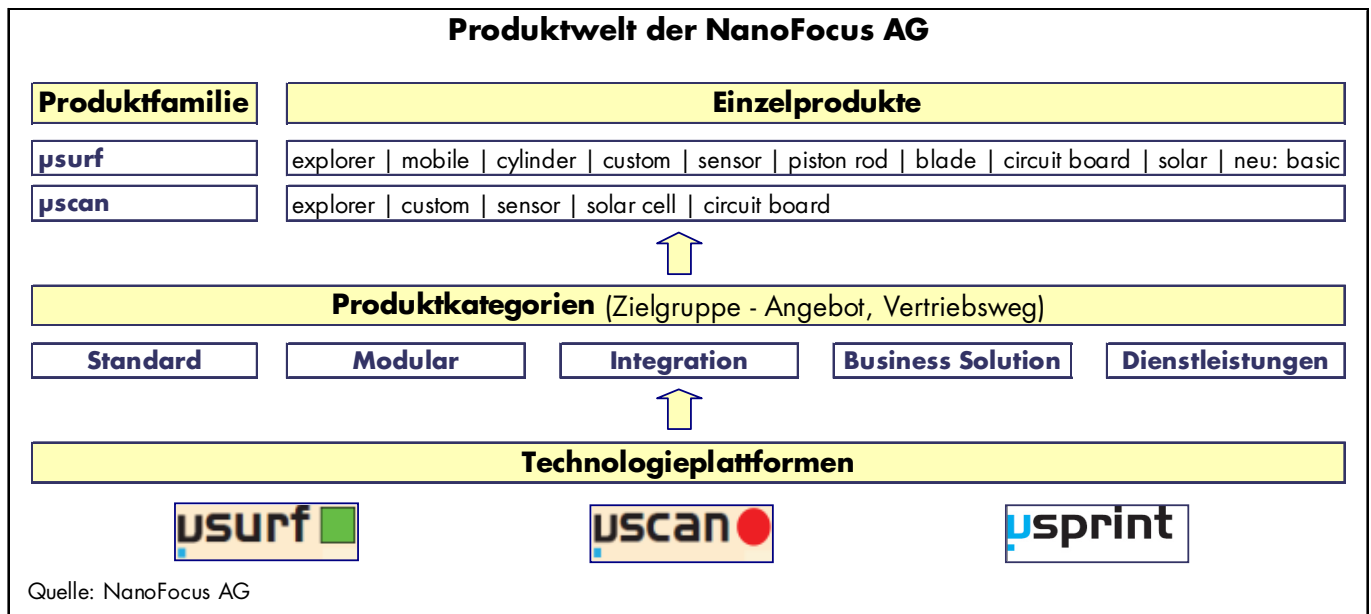 Produktwelt der NanoFocus AG
Produktfamilie
Einzelprodukte
µsurf
explorer | mobile | cylinder | custom | sensor | piston rod | blade | circuit board | solar | neu: basic
µscan
explorer | custom | sensor | solar cell | circuit board
Produktkategorien (Zielgruppe - Angebot, Vertriebsweg)
Standard
Modular
Integration
Business Solution
Dienstleistungen
Technologieplattformen
µsurf
µscan
µsprint
Quelle: NanoFocus AG